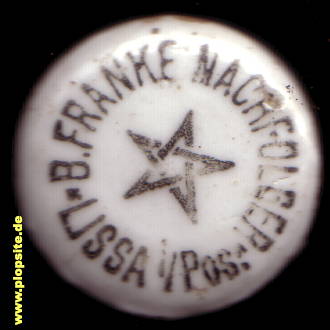 B. FRANKE NACHFOLGER
*LISSA i/Pos:*
www.plopsite.de